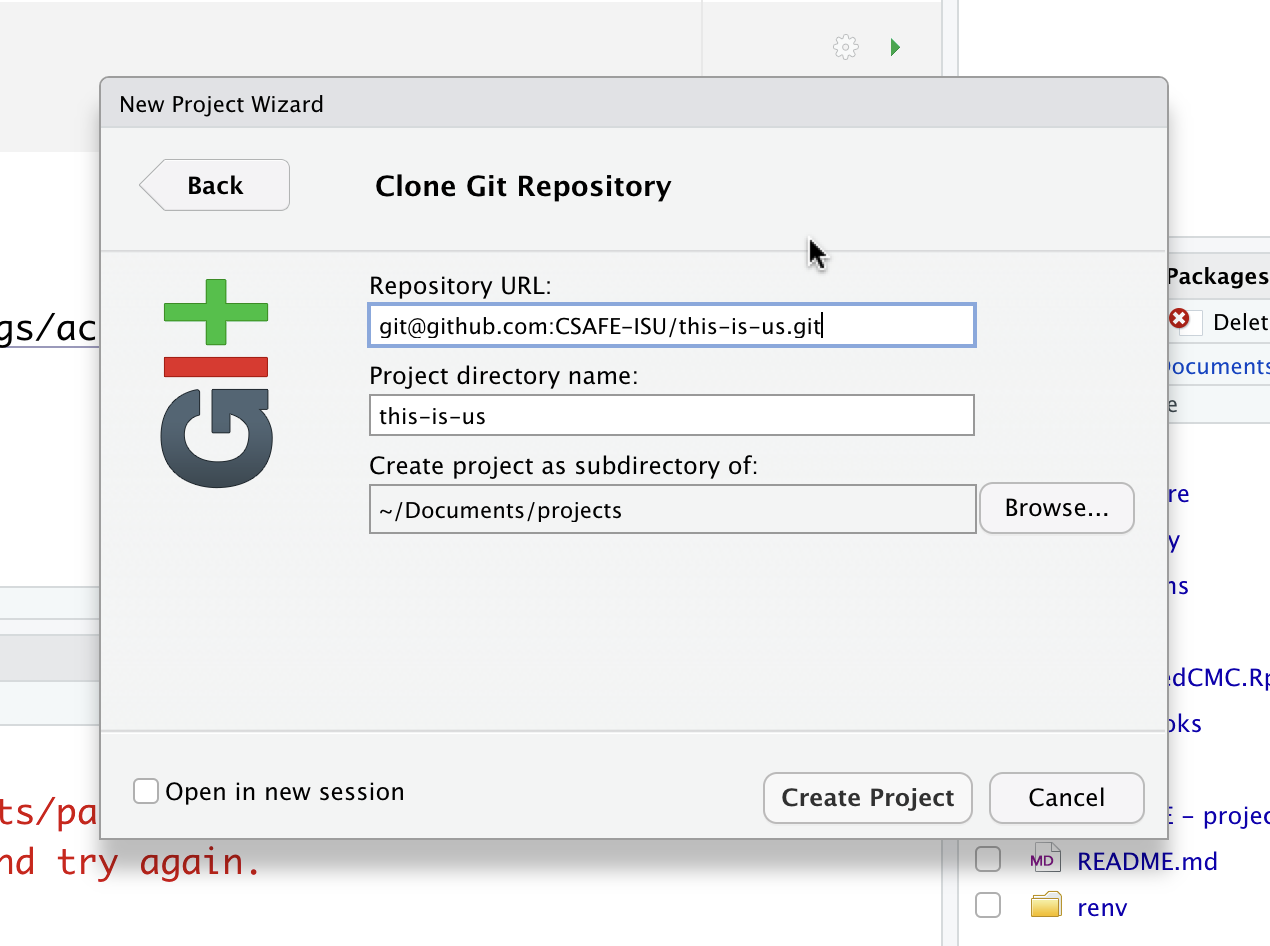 New Project Wizard
Back
Clone Git Repository
GIT
Repository URL:
git@github.com:CSAFE-ISU/this-is-us.git
Project directory name:
this-is-us
Create project as subdirectory of:
~/Documents/projects
Browse...
Open in new session
Create Project
Cancel
gs/ac
ts/pa
nd try again.
Packages
Delet
ocuments
e
re
y
ns
edCMC.Rp
oks
E - projec
MD README.md
renv